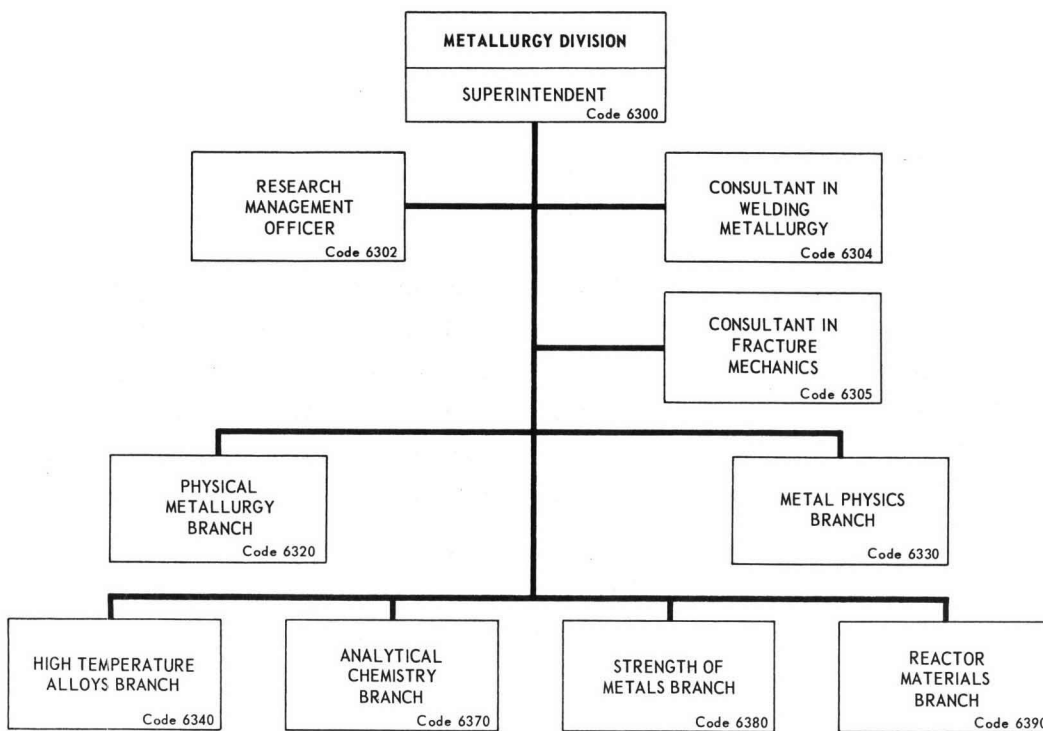 METALLURGY DIVISION
SUPERINTENDENT
Code 6300
RESEARCH
MANAGEMENT
OFFICER
Code 6302
CONSULTANT IN
WELDING
METALLURGY
Code 6304
CONSULTANT IN
FRACTURE
MECHANICS
Code 6305
PHYSICAL
METALLURGY
BRANCH
Code 6320
METAL PHYSICS
BRANCH
Code 6330
HIGH TEMPERATURE
ALLOYS BRANCH
Code 6340
ANALYTICAL
CHEMISTRY
BRANCH
Code 6370
STRENGTH OF
METALS BRANCH
Code 6380
REACTOR
MATERIALS
BRANCH
Code 6390